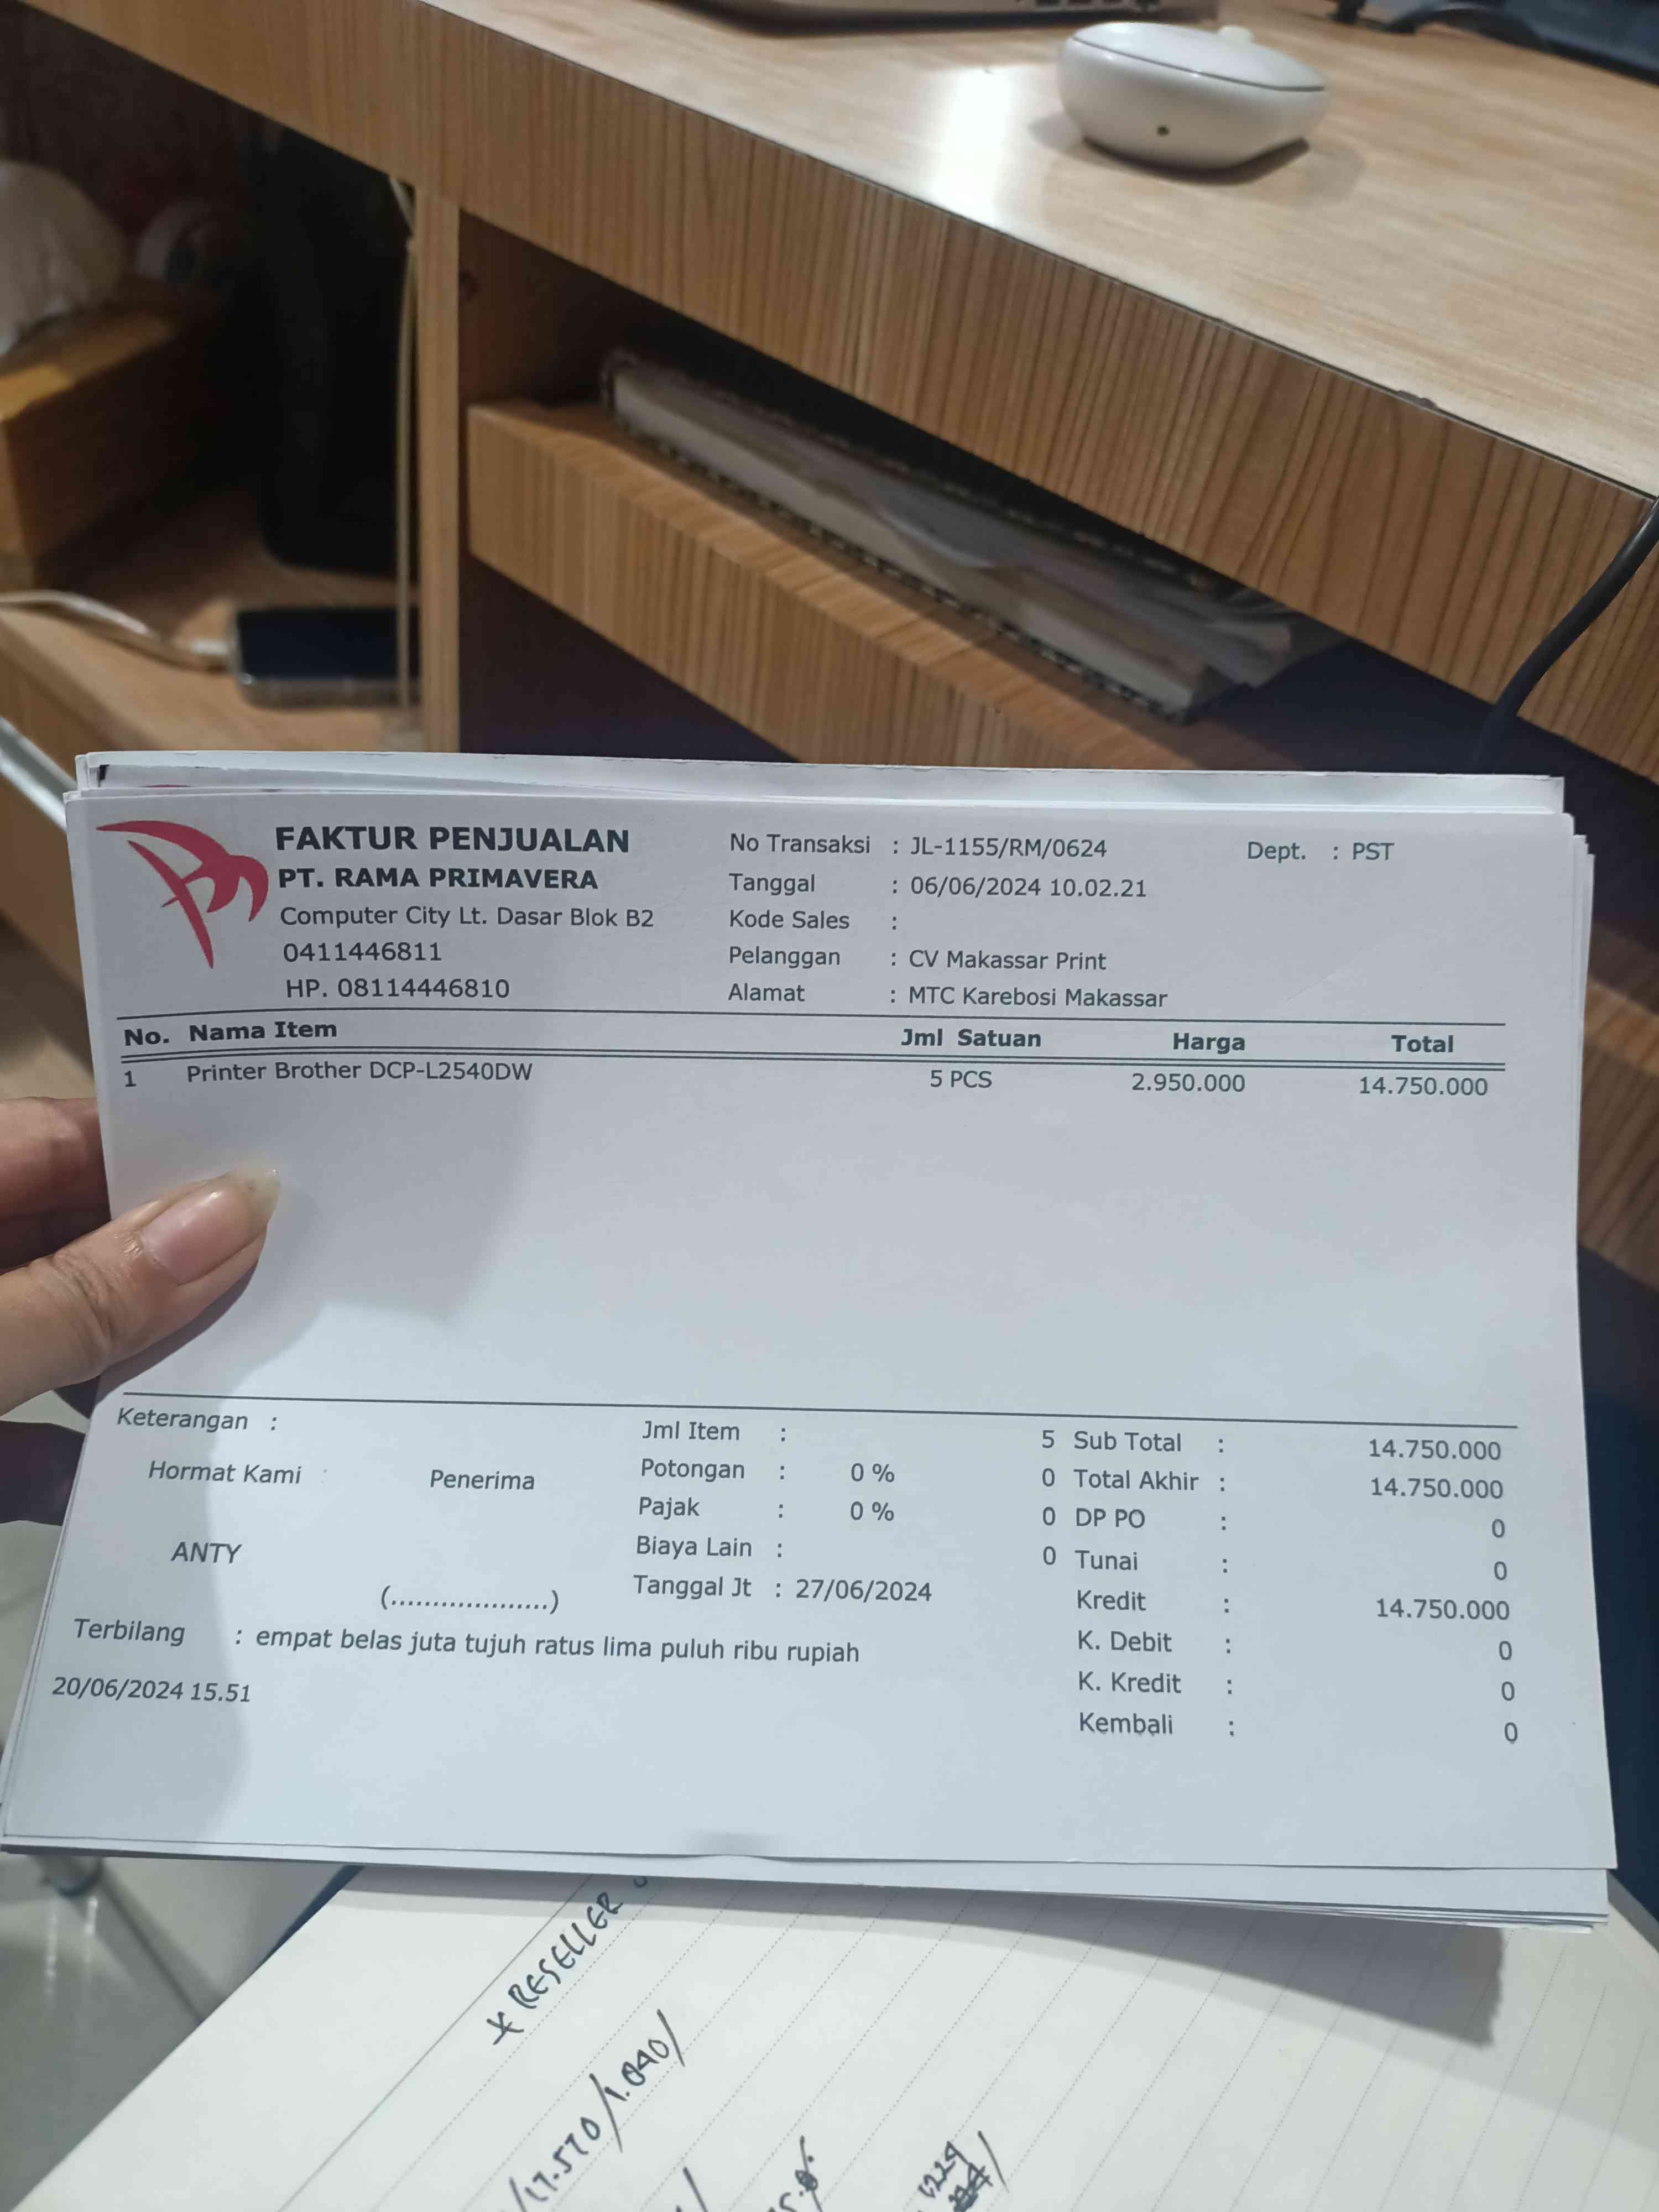 FAKTUR PENJUALAN
PT. RAMA PRIMAVERA
Computer City Lt. Dasar Blok B2
0411446811
HP. 08114446810
No Transaksi : JL-1155/RM/0624
Tanggal : 06/06/2024 10.02.21
Kode Sales :
Pelanggan : CV Makassar Print
Alamat : MTC Karebosi Makassar
Dept. : PST
No. Nama Item Jml Satuan Harga Total
1 Printer Brother DCP-L2540DW 5 PCS 2.950.000 14.750.000
Keterangan :
Hormat Kami Penerima
ANTY
(...................)
Jml Item : 5
Potongan : 0 % 0
Pajak : 0 % 0
Biaya Lain : 0
Tanggal Jt : 27/06/2024
Sub Total : 14.750.000
Total Akhir : 14.750.000
DP PO : 0
Tunai : 0
Kredit : 14.750.000
K. Debit : 0
K. Kredit : 0
Kembali : 0
Terbilang : empat belas juta tujuh ratus lima puluh ribu rupiah
20/06/2024 15.51
* RESELLER
/17.570/1.040/